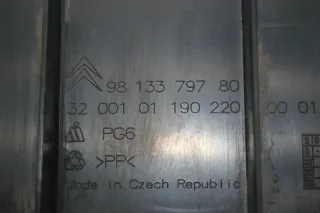 98 133 797 80
32 001 01 190 220 00 01
PG6
>PP<
Made in Czech Republic